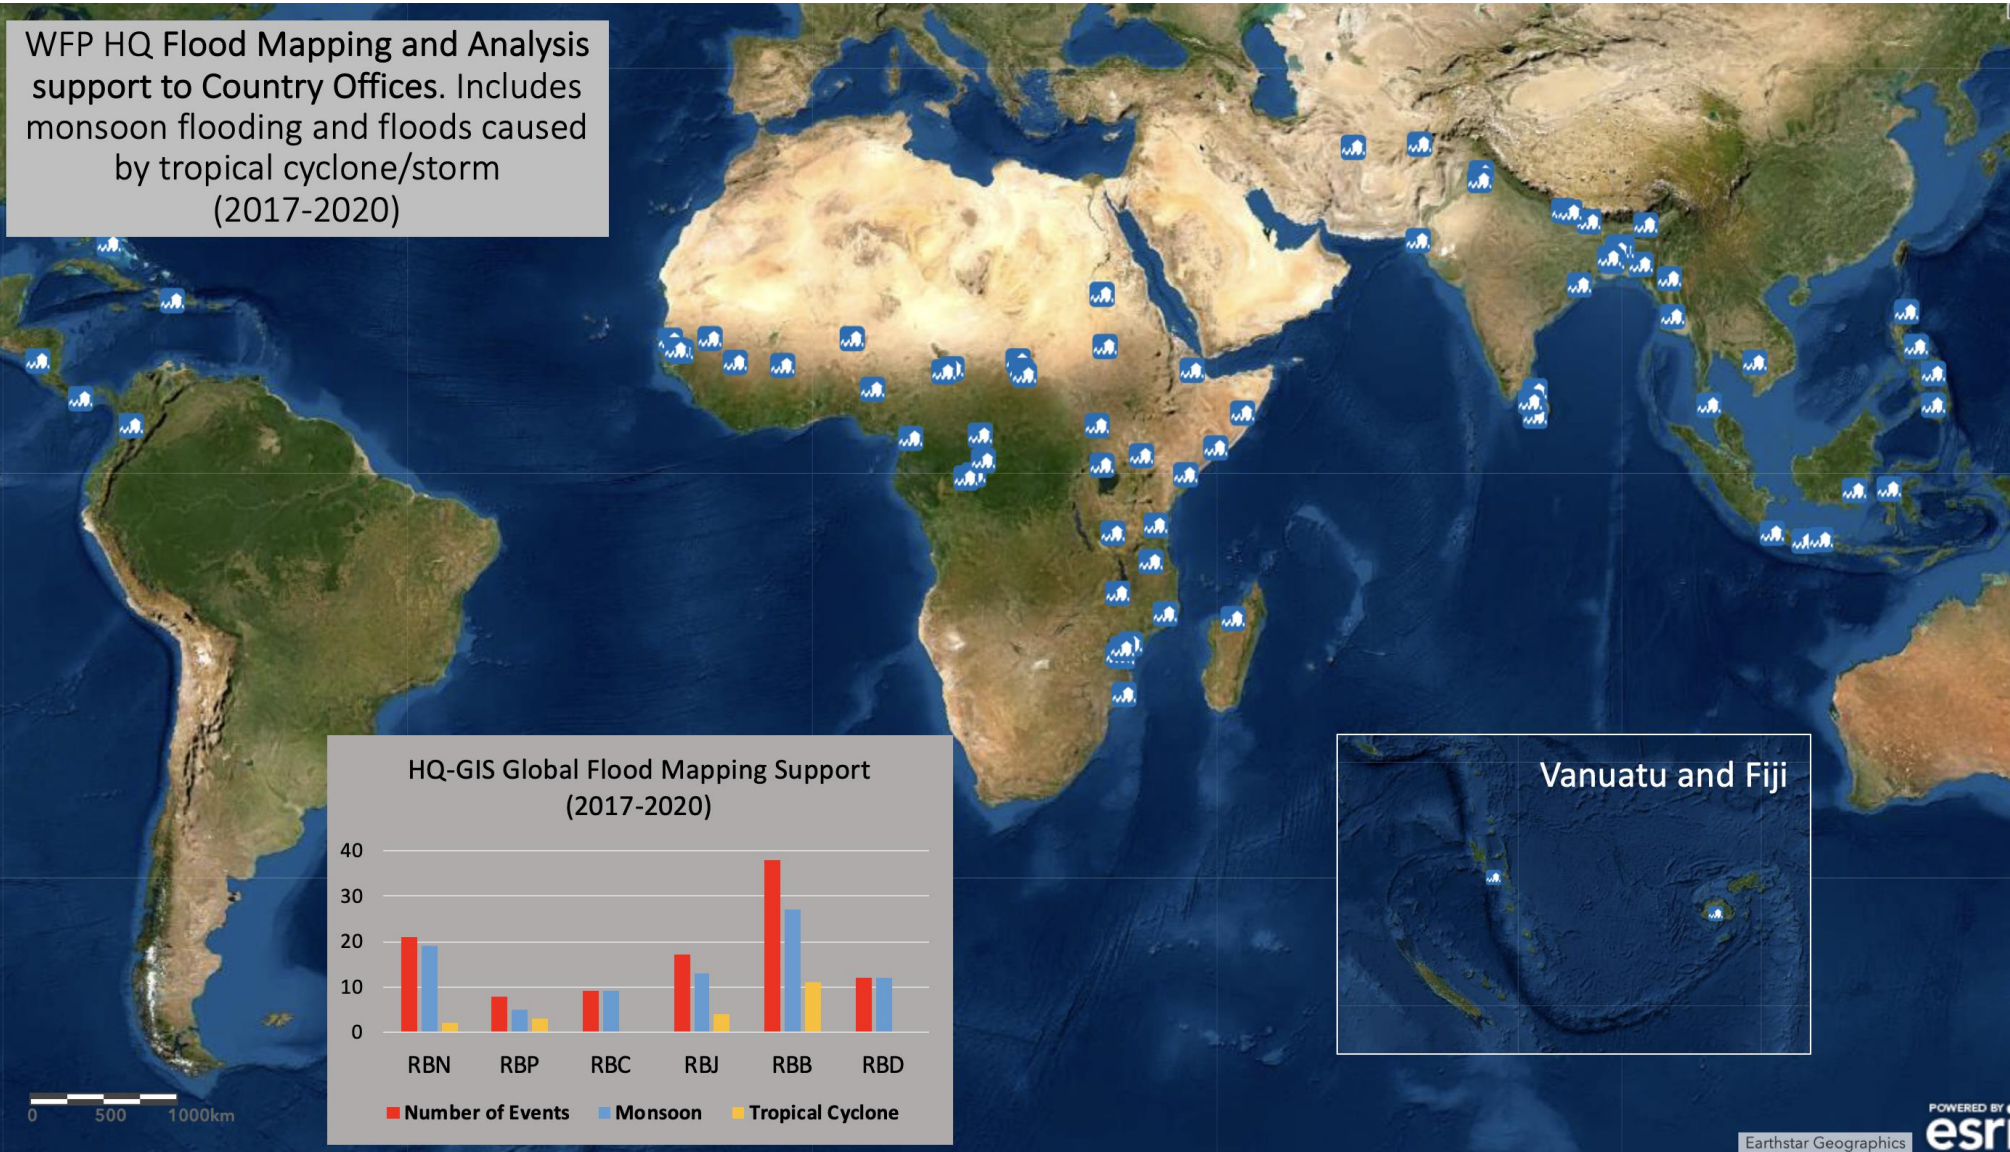 WFP HQ Flood Mapping and Analysis
support to Country Offices. Includes
monsoon flooding and floods caused
by tropical cyclone/storm
(2017-2020)
HQ-GIS Global Flood Mapping Support
(2017-2020)
40
30
20
10
0
RBN RBP RBC RBJ RBB RBD
Number of Events Monsoon Tropical Cyclone
Vanuatu and Fiji
0 500 1000km
POWERED BY
esri
Earthstar Geographics